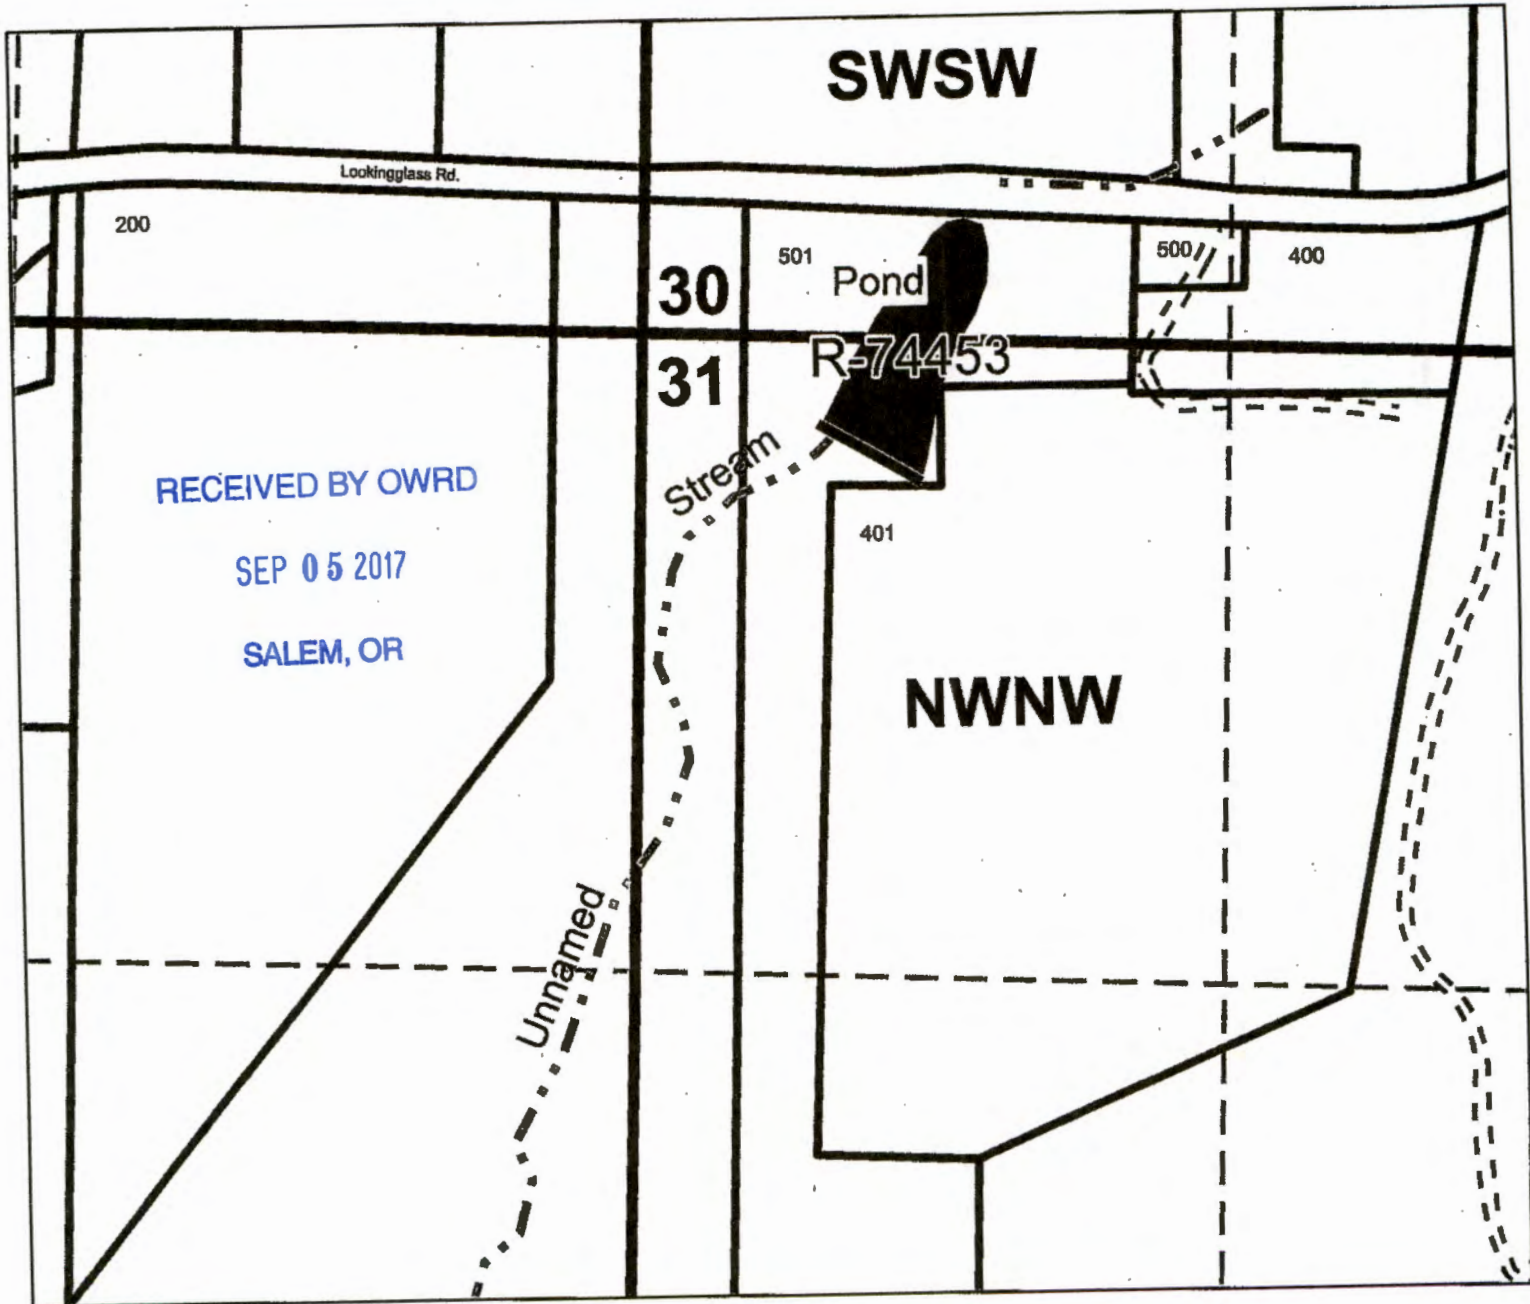 SWSW
Lookingglass Rd.
200
501
500
400
Pond
30
R-74453
31
Stream
RECEIVED BY OWRD
SEP 05 2017
SALEM, OR
401
NWNW
Unnamed